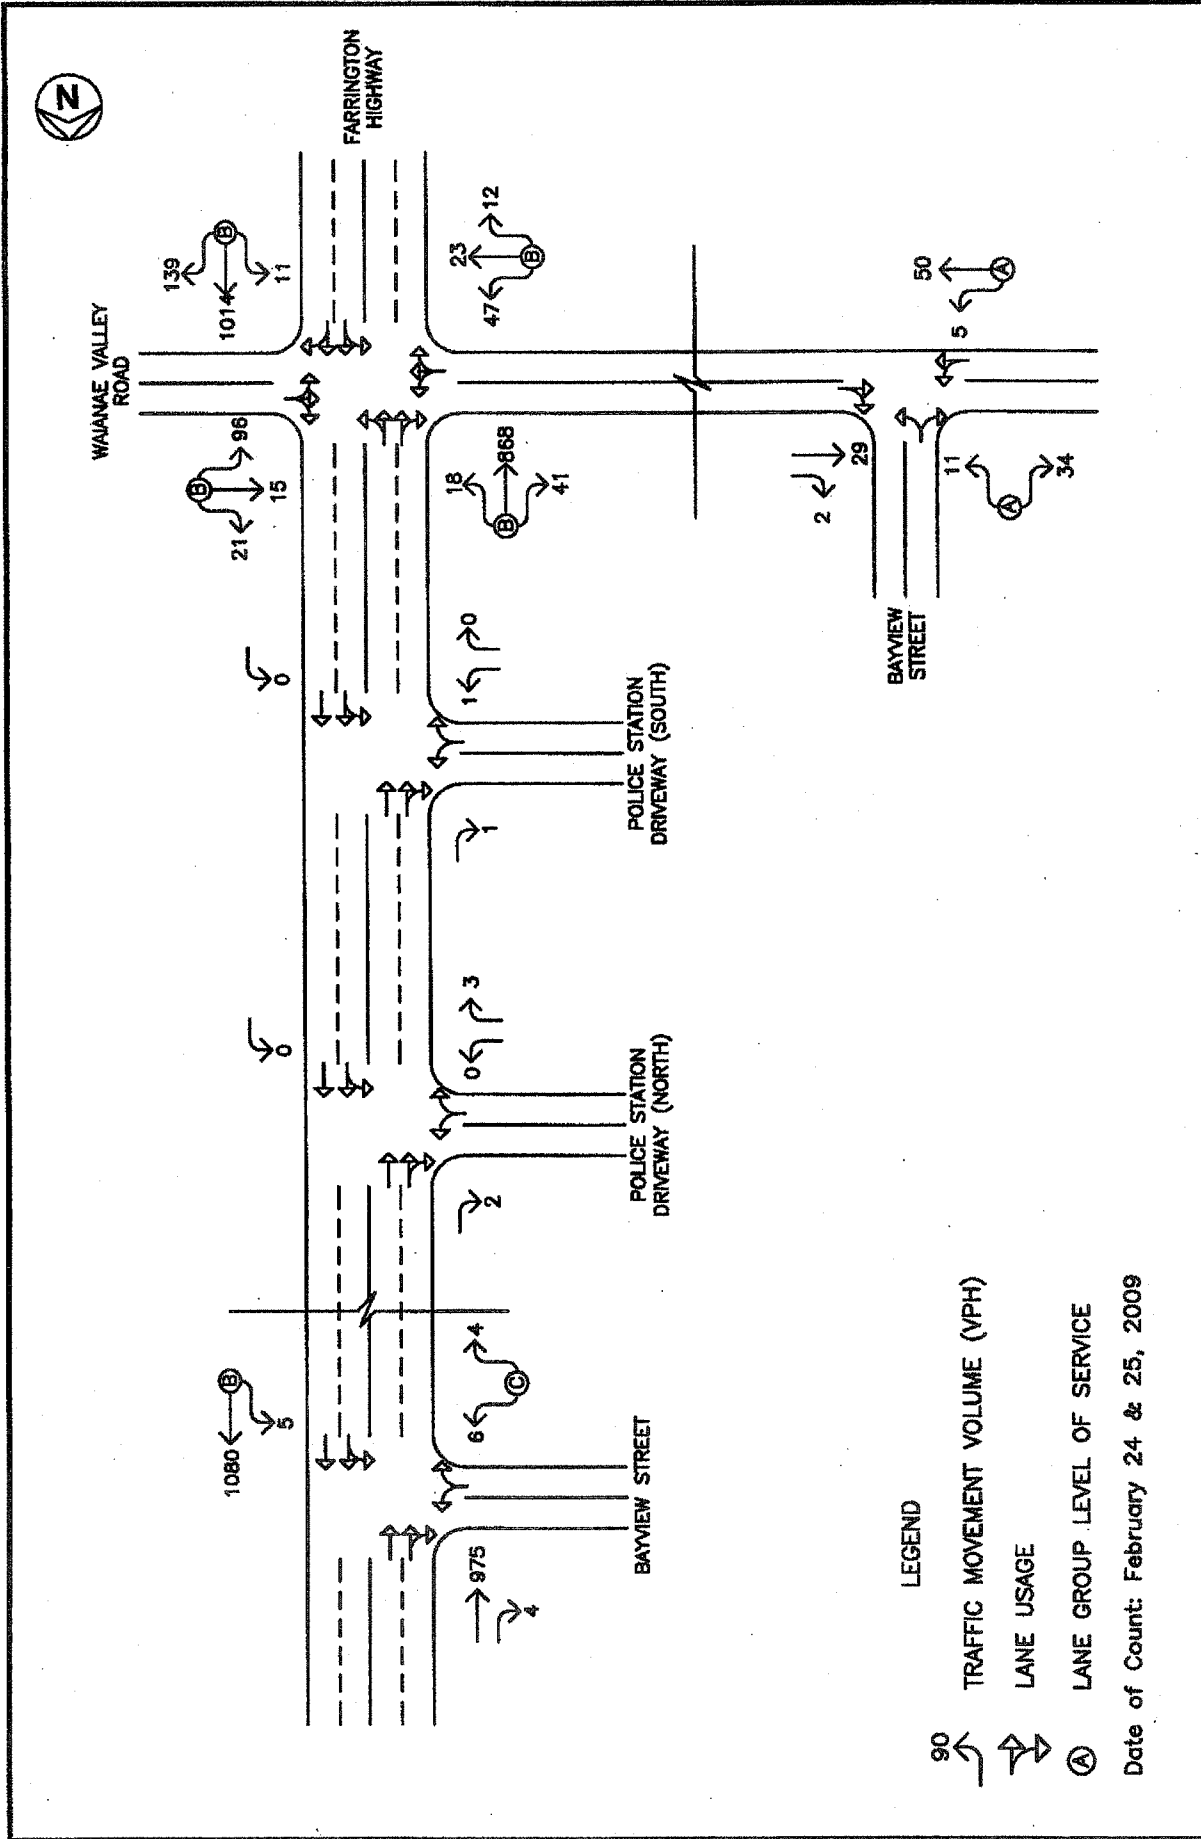 N
FARRINGTON
HIGHWAY
WAIANAE VALLEY
ROAD
139
B
1014
11
23
12
47
B
50
5
A
B
96
21
15
18
868
B
41
29
2
11
A
34
BAYVIEW
STREET
0
1
0
POLICE STATION
DRIVEWAY (SOUTH)
1
0
0
3
POLICE STATION
DRIVEWAY (NORTH)
2
B
1080
5
4
6
C
BAYVIEW STREET
975
4
LEGEND
90
TRAFFIC MOVEMENT VOLUME (VPH)
LANE USAGE
A
LANE GROUP LEVEL OF SERVICE
Date of Count: February 24 & 25, 2009